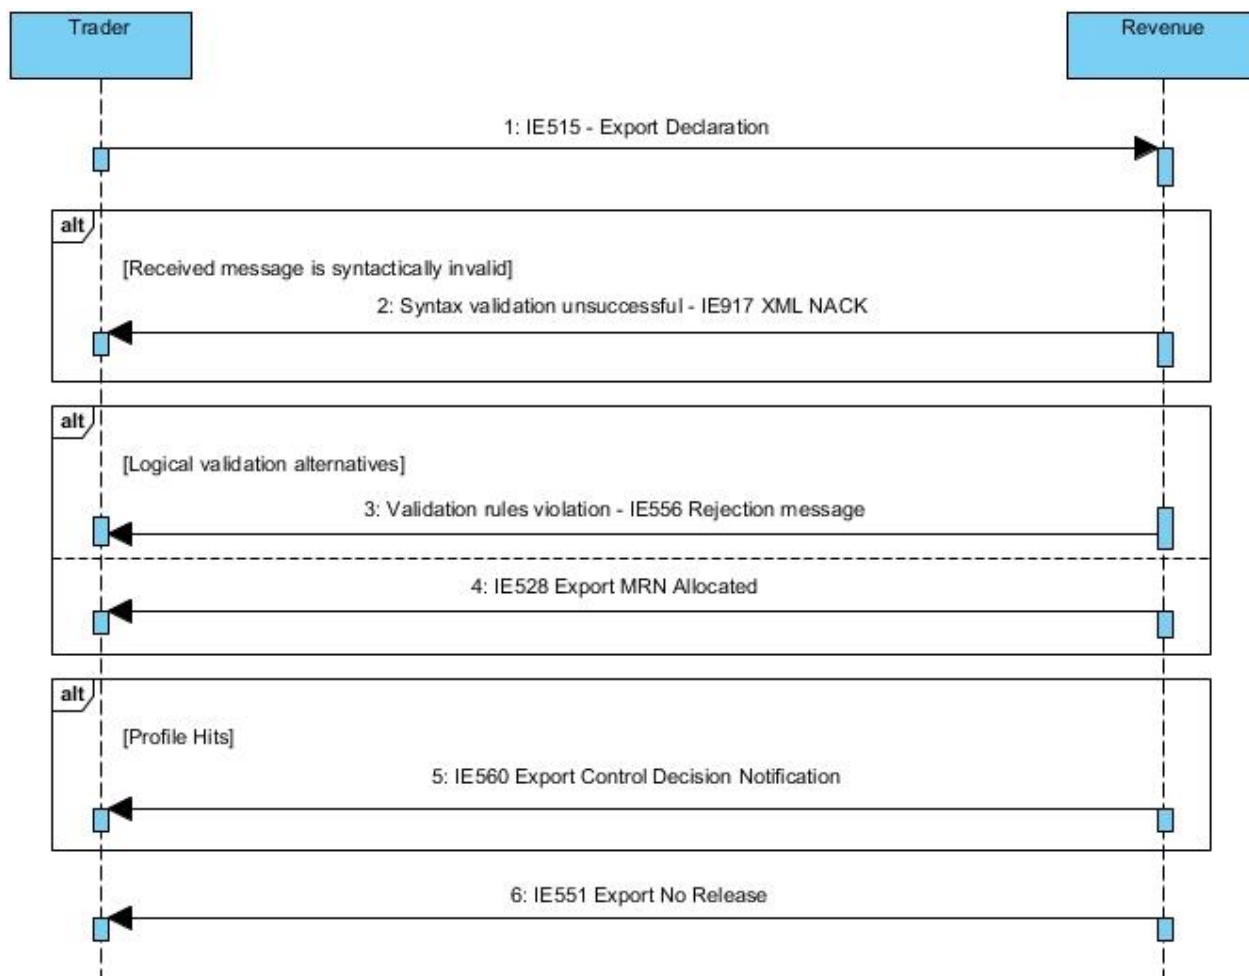 Trader
Revenue
1: IE515 - Export Declaration
alt
[Received message is syntactically invalid]
2: Syntax validation unsuccessful - IE917 XML NACK
alt
[Logical validation alternatives]
3: Validation rules violation - IE556 Rejection message
4: IE528 Export MRN Allocated
alt
[Profile Hits]
5: IE560 Export Control Decision Notification
6: IE551 Export No Release